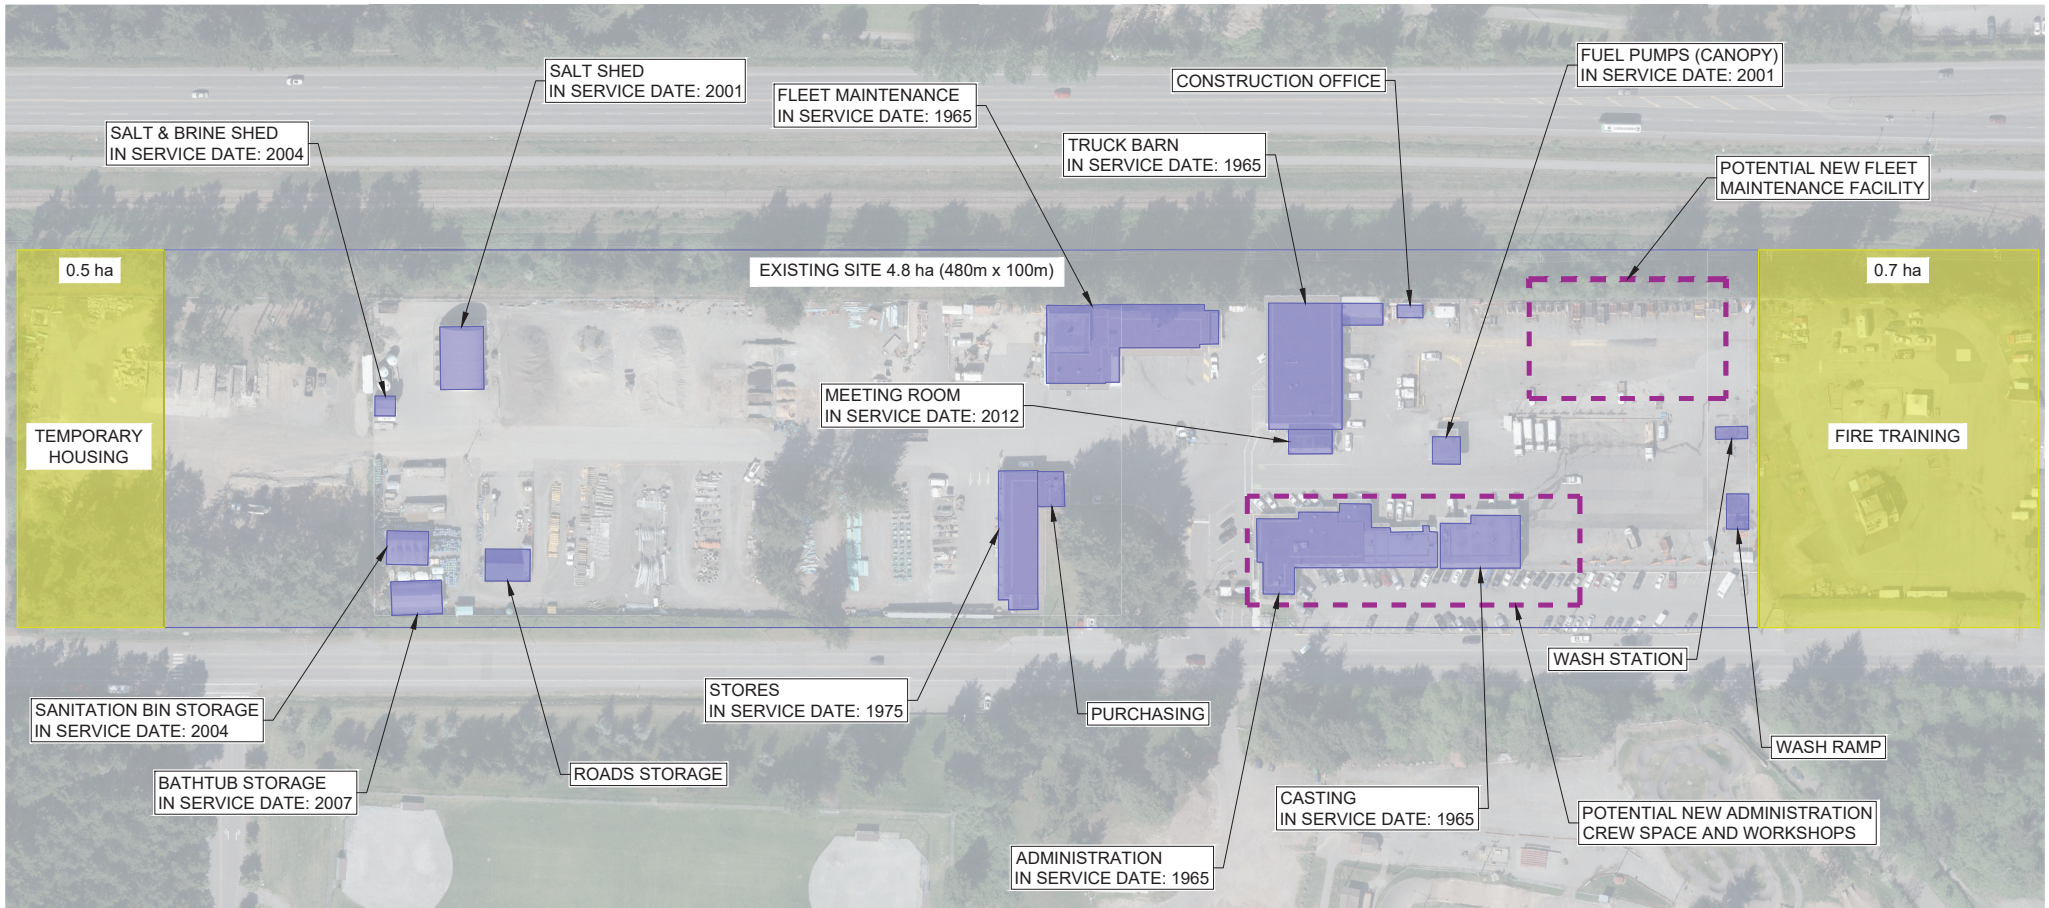 SALT SHED
IN SERVICE DATE: 2001
FUEL PUMPS (CANOPY)
IN SERVICE DATE: 2001
CONSTRUCTION OFFICE
FLEET MAINTENANCE
IN SERVICE DATE: 1965
SALT & BRINE SHED
IN SERVICE DATE: 2004
TRUCK BARN
IN SERVICE DATE: 1965
POTENTIAL NEW FLEET
MAINTENANCE FACILITY
0.5 ha
EXISTING SITE 4.8 ha (480m x 100m)
0.7 ha
MEETING ROOM
IN SERVICE DATE: 2012
TEMPORARY
HOUSING
FIRE TRAINING
WASH STATION
STORES
IN SERVICE DATE: 1975
SANITATION BIN STORAGE
IN SERVICE DATE: 2004
PURCHASING
WASH RAMP
ROADS STORAGE
BATHTUB STORAGE
IN SERVICE DATE: 2007
CASTING
IN SERVICE DATE: 1965
POTENTIAL NEW ADMINISTRATION
CREW SPACE AND WORKSHOPS
ADMINISTRATION
IN SERVICE DATE: 1965